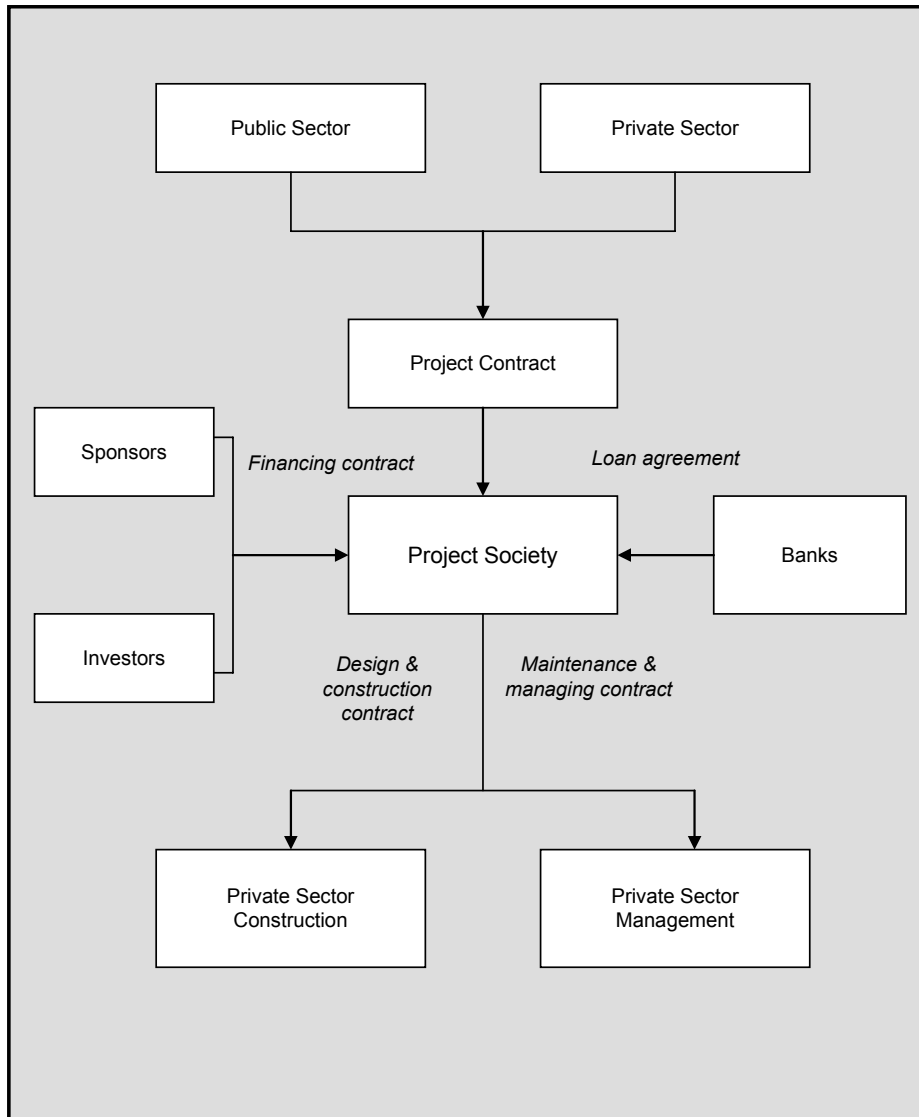 Public Sector
Private Sector
Project Contract
Sponsors
Financing contract
Loan agreement
Project Society
Banks
Investors
Design &
construction
contract
Maintenance &
managing contract
Private Sector
Construction
Private Sector
Management